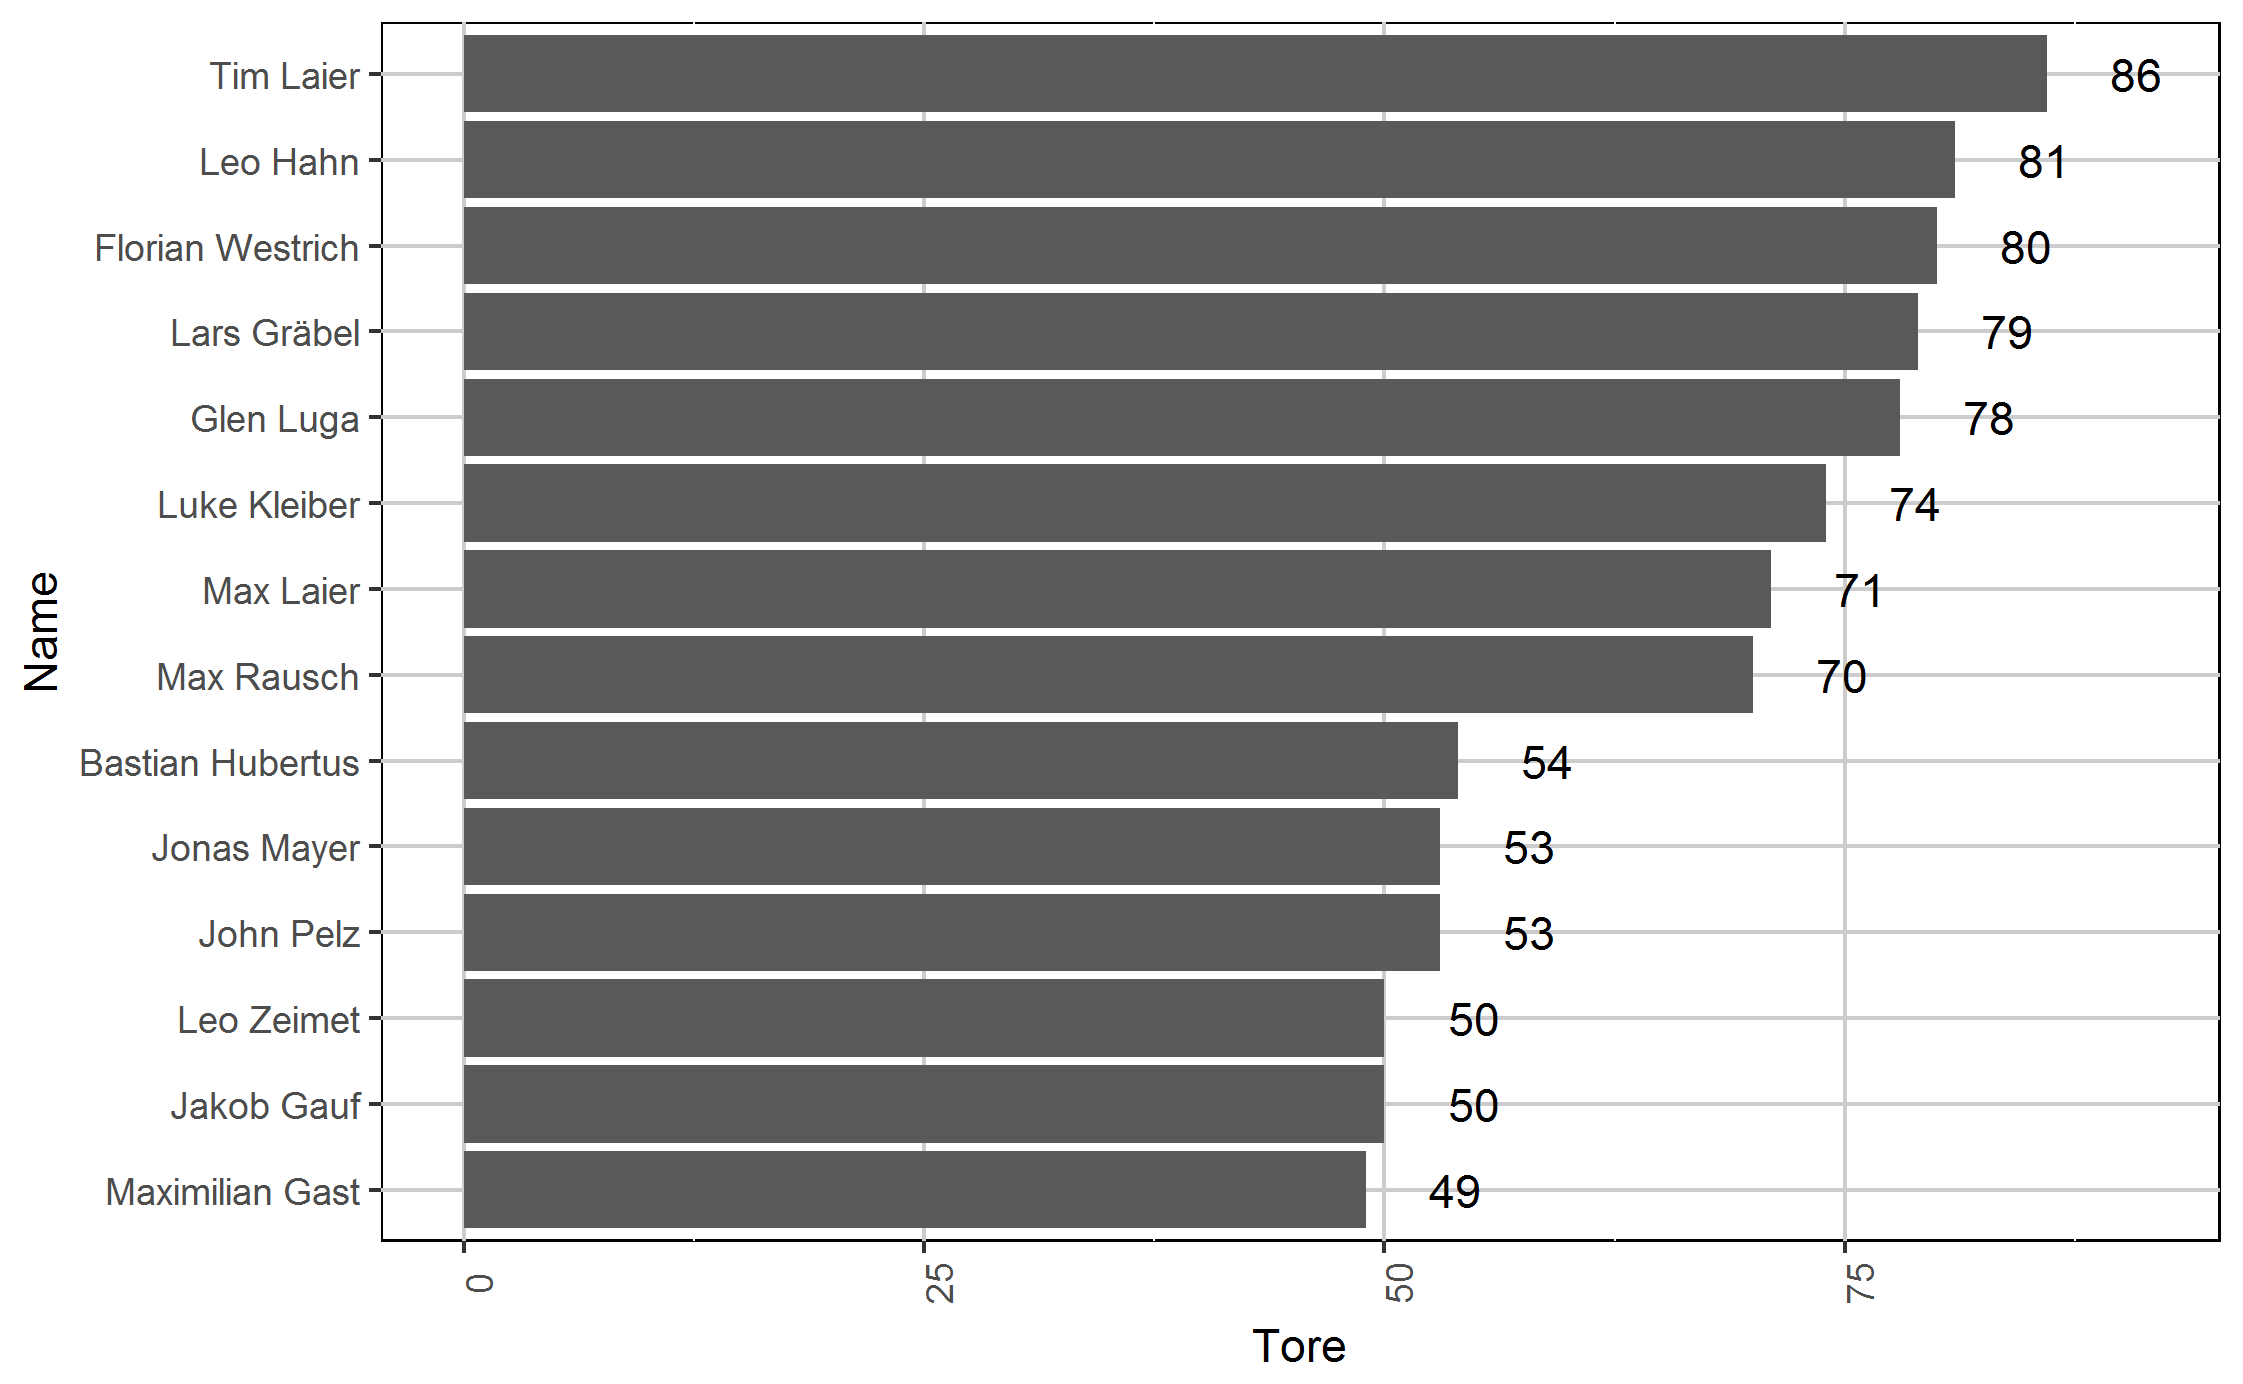 Tim Laier 86
Leo Hahn 81
Florian Westrich 80
Lars Gräbel 79
Glen Luga 78
Luke Kleiber 74
Max Laier 71
Max Rausch 70
Bastian Hubertus 54
Jonas Mayer 53
John Pelz 53
Leo Zeimet 50
Jakob Gauf 50
Maximilian Gast 49
Name
0 25 50 75
Tore